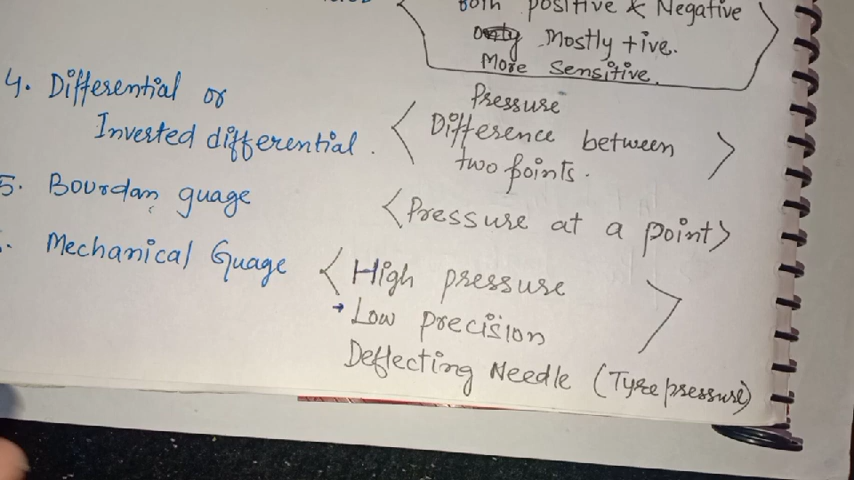 Both positive & Negative
only Mostly +ive.
More Sensitive.
4. Differential or
Inverted differential.
Pressure
Difference between
two points.
5. Bourdan guage
Pressure at a point
Mechanical Guage
High pressure
Low precision
Deflecting Needle (Tyre pressure)